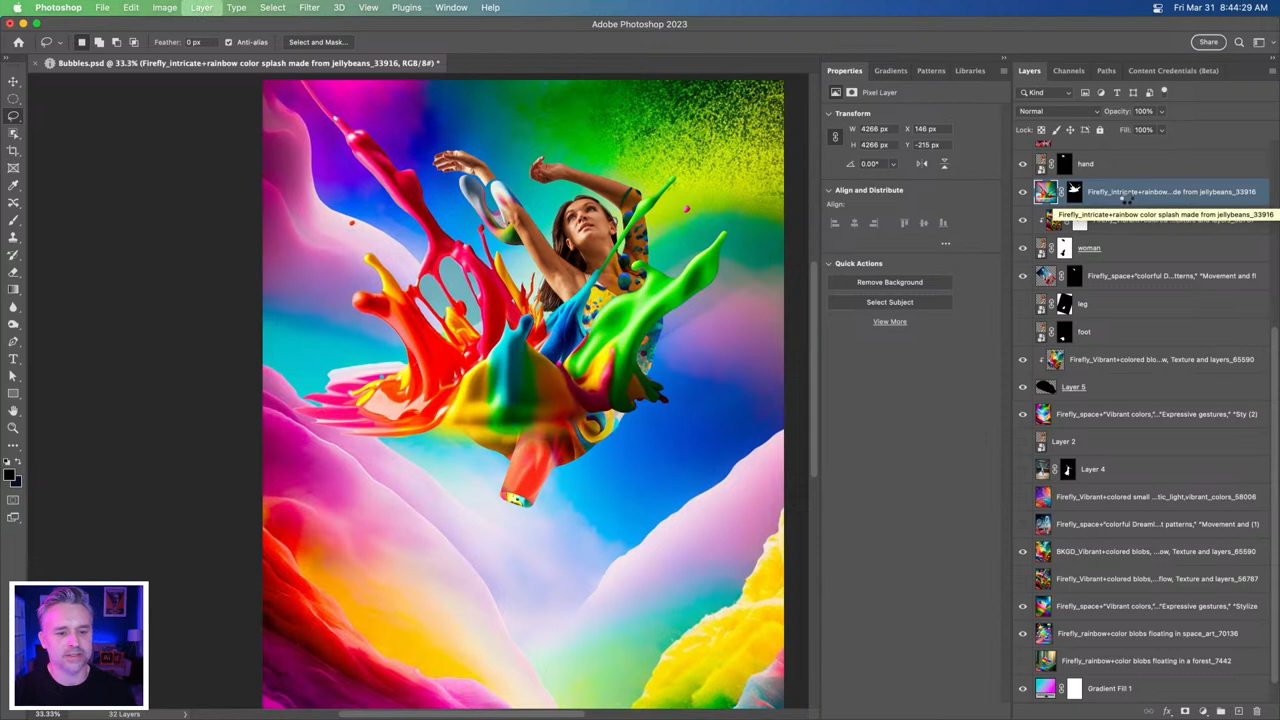 Photoshop File Edit Image Layer Type Select Filter 3D View Plugins Window Help Fri Mar 31 8:44:29 AM
Adobe Photoshop 2023
Feather: 0 px Anti-alias Select and Mask... Share
× Bubbles.psd @ 33.3% (Firefly_intricate+rainbow color splash made from jellybeans_33916, RGB/8#) *
Properties Gradients Patterns Libraries
Pixel Layer
Transform
W 4266 px X 146 px
H 4266 px Y -215 px
0.00°
Align and Distribute
Align:
...
Quick Actions
Remove Background
Select Subject
View More
Layers Channels Paths Content Credentials (Beta)
Kind
Normal Opacity: 100%
Lock: Fill: 100%
hand
Firefly_intricate+rainbow...de from jellybeans_33916
Firefly_intricate+rainbow color splash made from jellybeans_33916
woman
Firefly_space+"colorful D...tterns," "Movement and fl
leg
foot
Firefly_Vibrant+colored blo...ow, Texture and layers_65590
Layer 5
Firefly_space+"Vibrant colors,"..."Expressive gestures," "Sty (2)
Layer 2
Layer 4
Firefly_Vibrant+colored small ...tic_light,vibrant_colors_58006
Firefly_space+"colorful Dreaml...t patterns," "Movement and (1)
BKGD_Vibrant+colored blobs, ...ow, Texture and layers_65590
Firefly_Vibrant+colored blobs,...flow, Texture and layers_56787
Firefly_space+"Vibrant colors,"..."Expressive gestures," "Stylize
Firefly_rainbow+color blobs floating in space_art_70136
Firefly_rainbow+color blobs floating in a forest_7442
Gradient Fill 1
33.33% 32 Layers